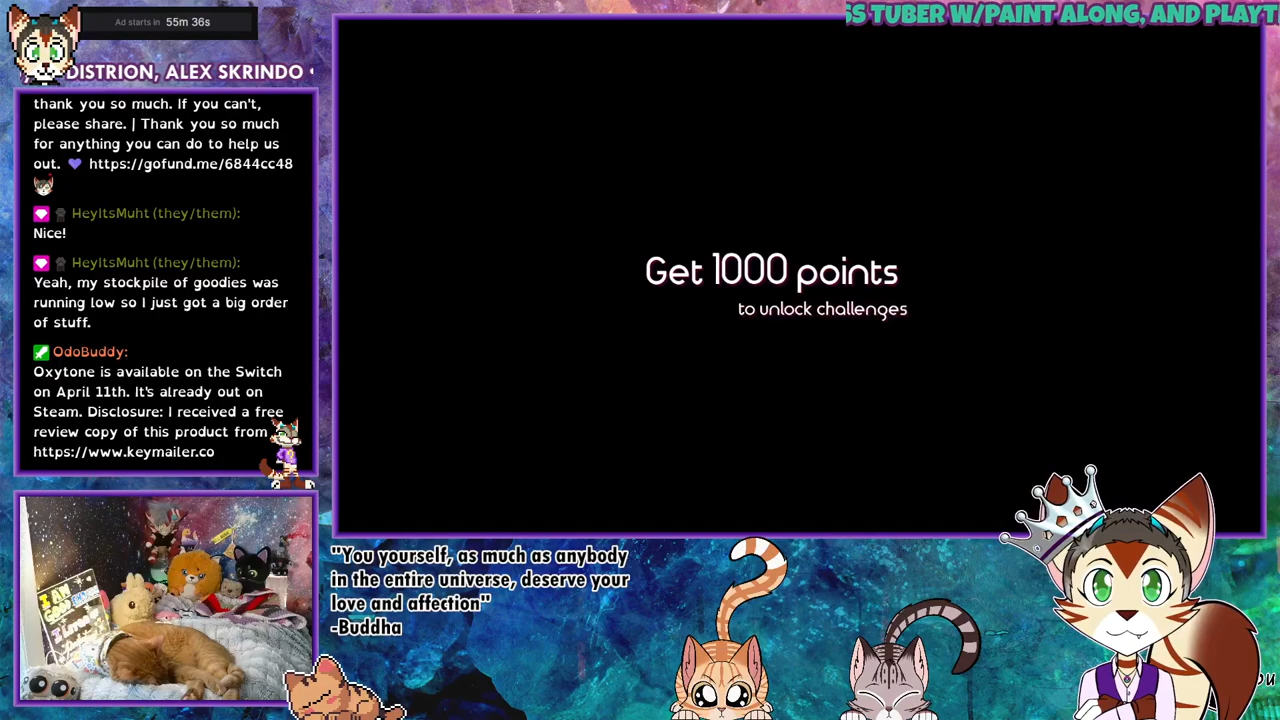 Ad starts in 55m 36s
SS TUBER W/PAINT ALONG, AND PLAYT
DISTRION, ALEX SKRINDO
thank you so much. If you can't,
please share. | Thank you so much
for anything you can do to help us
out. 💜 https://gofund.me/6844cc48
HeyItsMuht (they/them):
Nice!
HeyItsMuht (they/them):
Yeah, my stockpile of goodies was
running low so I just got a big order
of stuff.
OdoBuddy:
Oxytone is available on the Switch
on April 11th. It's already out on
Steam. Disclosure: I received a free
review copy of this product from
https://www.keymailer.co
Get 1000 points
to unlock challenges
"You yourself, as much as anybody
in the entire universe, deserve your
love and affection"
-Buddha
I AM
GOOD